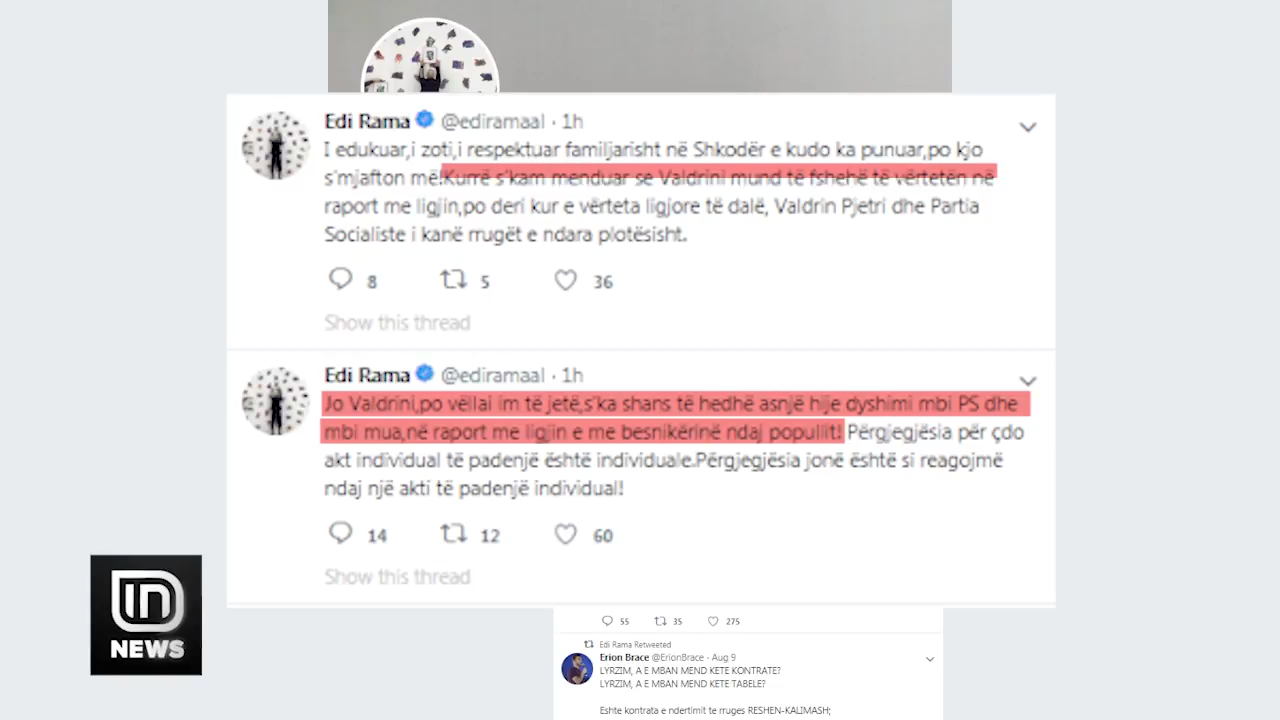 Edi Rama @ediramaal · 1h
I edukuar,i zoti,i respektuar familjarisht në Shkodër e kudo ka punuar,po kjo
s'mjafton më!Kurrë s'kam menduar se Valdrini mund të fshehë të vërtetën në
raport me ligjin,po deri kur e vërteta ligjore të dalë, Valdrin Pjetri dhe Partia
Socialiste i kanë rrugët e ndara plotësisht.
8 5 36
Show this thread
Edi Rama @ediramaal · 1h
Jo Valdrini,po vëllai im të jetë,s'ka shans të hedhë asnjë hije dyshimi mbi PS dhe
mbi mua,në raport me ligjin e me besnikërinë ndaj popullit! Përgjegjësia për çdo
akt individual të padenjë është individuale.Përgjegjësia jonë është si reagojmë
ndaj një akti të padenjë individual!
14 12 60
Show this thread
IN
NEWS
55 35 275
Edi Rama Retweeted
Erion Brace @ErionBrace · Aug 9
LYRZIM, A E MBAN MEND KETE KONTRATE?
LYRZIM, A E MBAN MEND KETE TABELE?
Eshte kontrata e ndertimit te rruges RESHEN-KALIMASH;